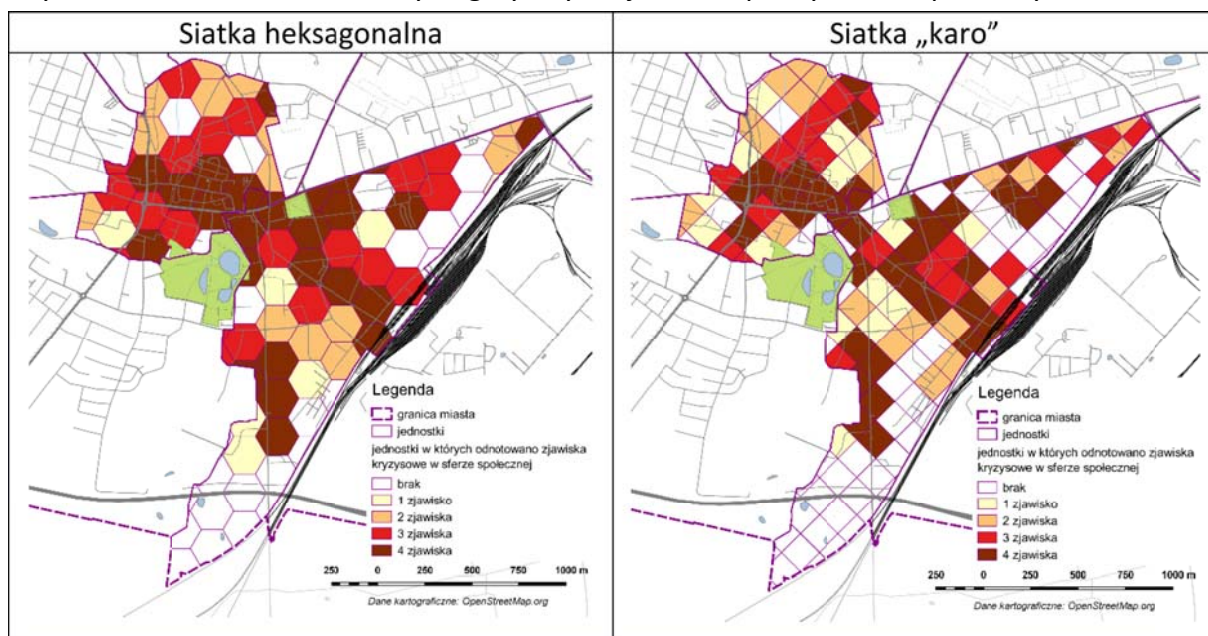 Siatka heksagonalna
Legenda
granica miasta
jednostki
jednostki w których odnotowano zjawiska
kryzysowe w sferze społecznej
brak
1 zjawisko
2 zjawiska
3 zjawiska
4 zjawiska
250 0 250 500 750 1000 m
Dane kartograficzne: OpenStreetMap.org
Siatka „karo”
Legenda
granica miasta
jednostki
jednostki w których odnotowano zjawiska
kryzysowe w sferze społecznej
brak
1 zjawisko
2 zjawiska
3 zjawiska
4 zjawiska
250 0 250 500 750 1000 m
Dane kartograficzne: OpenStreetMap.org